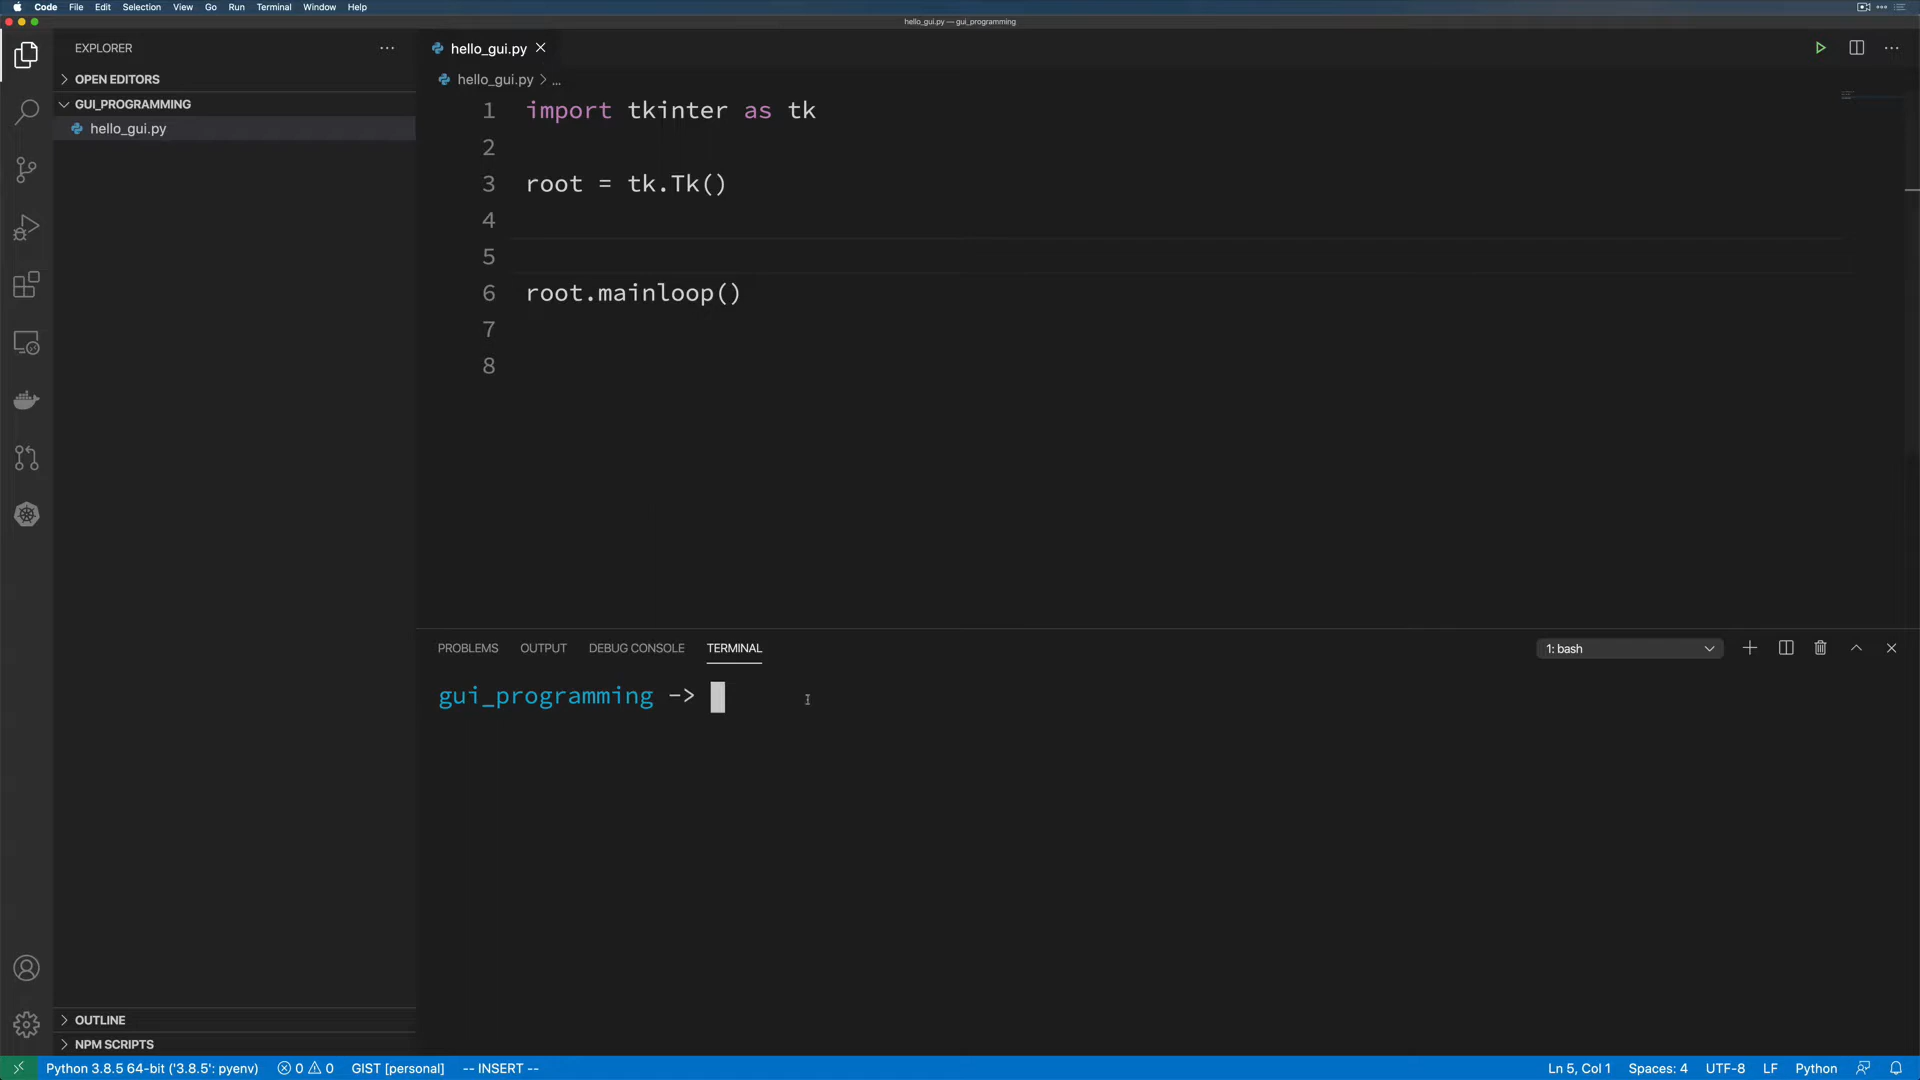 Code File Edit Selection View Go Run Terminal Window Help
hello_gui.py — gui_programming
EXPLORER
hello_gui.py
OPEN EDITORS
hello_gui.py > ...
GUI_PROGRAMMING
hello_gui.py
1 import tkinter as tk
2
3 root = tk.Tk()
4
5
6 root.mainloop()
7
8
PROBLEMS OUTPUT DEBUG CONSOLE TERMINAL
1: bash
gui_programming ->
OUTLINE
NPM SCRIPTS
Python 3.8.5 64-bit ('3.8.5': pyenv) 0 0 GIST [personal] -- INSERT -- Ln 5, Col 1 Spaces: 4 UTF-8 LF Python